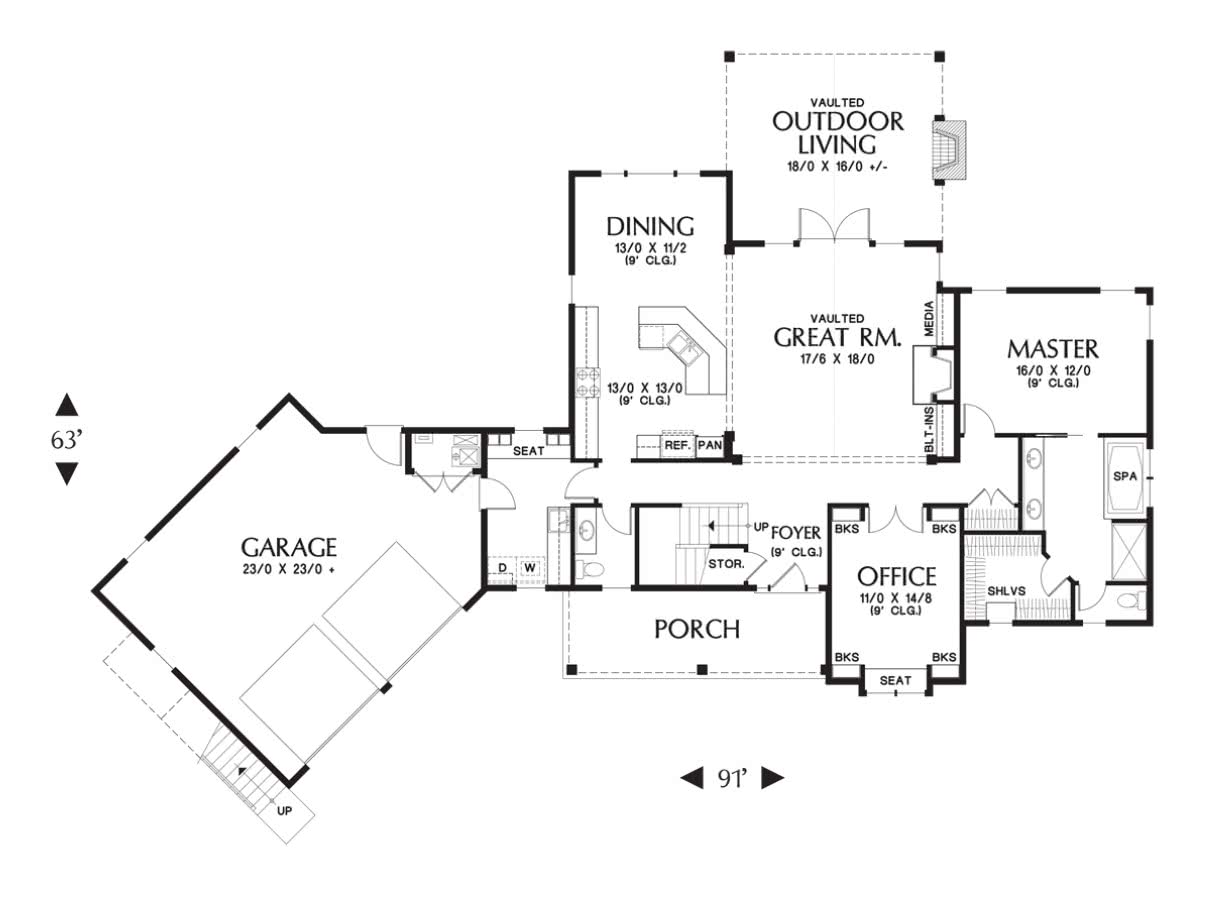 VAULTED
OUTDOOR
LIVING
18/0 X 16/0 +/-
DINING
13/0 X 11/2
(9' CLG.)
VAULTED
GREAT RM.
17/6 X 18/0
MEDIA
BLT-INS
MASTER
16/0 X 12/0
(9' CLG.)
13/0 X 13/0
(9' CLG.)
REF.
PAN
63'
SEAT
SPA
GARAGE
23/0 X 23/0 +
D
W
UP
FOYER
(9' CLG.)
STOR.
BKS
BKS
OFFICE
11/0 X 14/8
(9' CLG.)
BKS
BKS
SEAT
SHLVS
PORCH
UP
91'